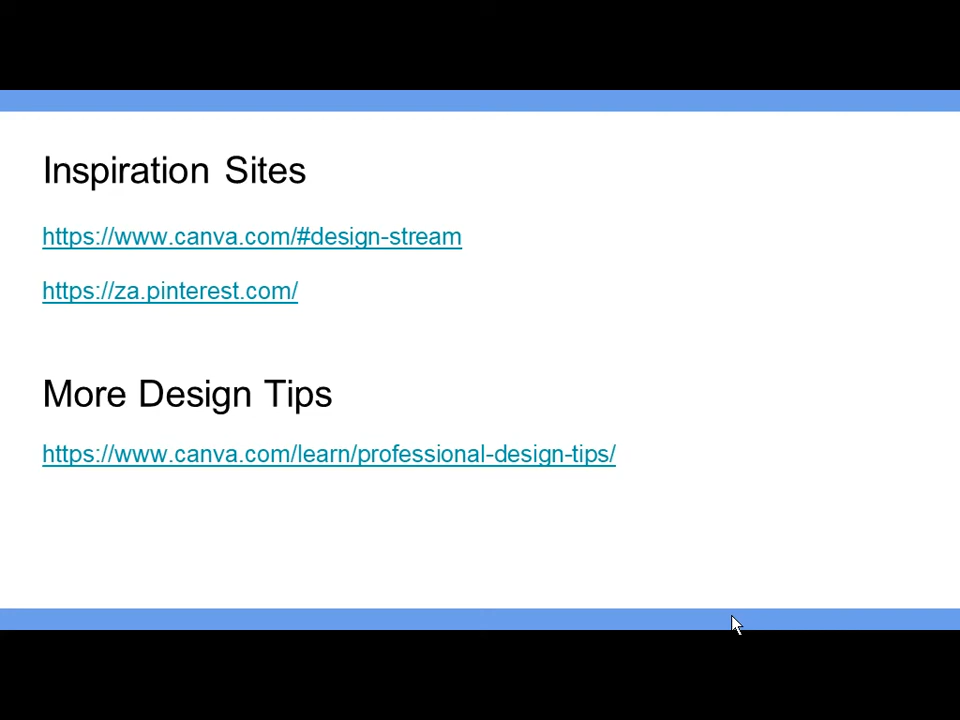 Inspiration Sites
https://www.canva.com/#design-stream
https://za.pinterest.com/
More Design Tips
https://www.canva.com/learn/professional-design-tips/